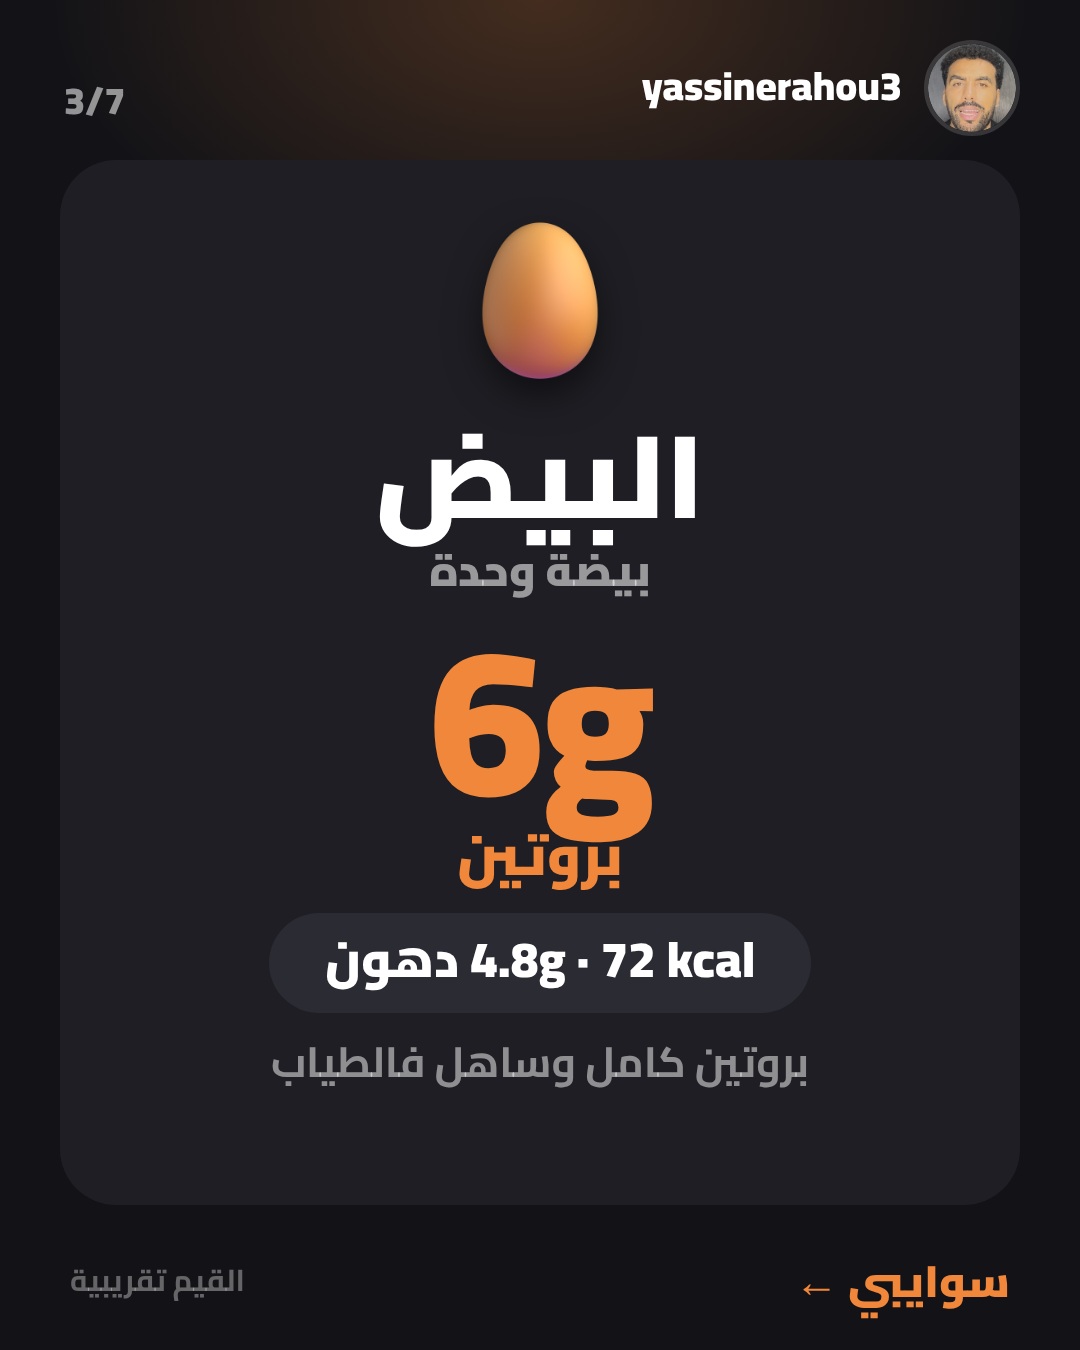 yassinerahou3
3/7
البيض
بيضة وحدة
6g
بروتين
72 kcal · 4.8g دهون
بروتين كامل وساهل فالطياب
سوايبي ←
القيم تقريبية